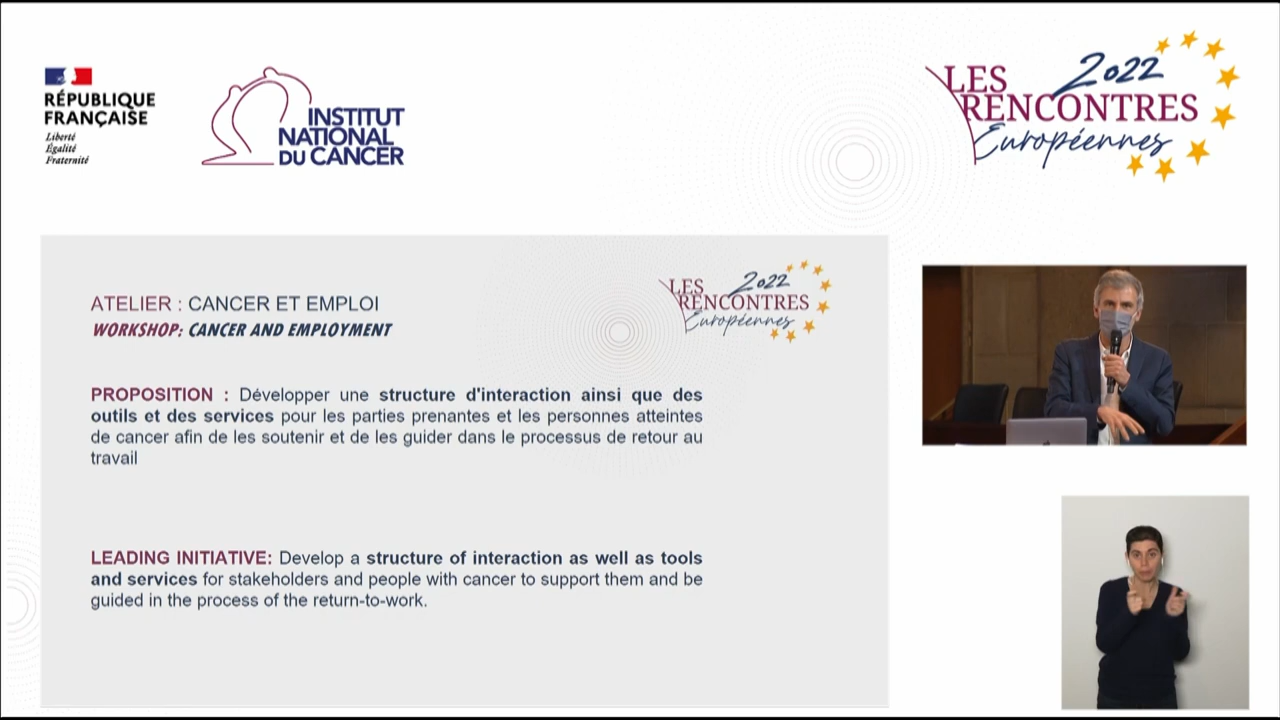 RÉPUBLIQUE
FRANÇAISE
Liberté
Égalité
Fraternité
INSTITUT
NATIONAL
DU CANCER
2022
LES
RENCONTRES
Européennes
2022
LES
RENCONTRES
Européennes
ATELIER : CANCER ET EMPLOI
WORKSHOP: CANCER AND EMPLOYMENT
PROPOSITION : Développer une structure d'interaction ainsi que des
outils et des services pour les parties prenantes et les personnes atteintes
de cancer afin de les soutenir et de les guider dans le processus de retour au
travail
LEADING INITIATIVE: Develop a structure of interaction as well as tools
and services for stakeholders and people with cancer to support them and be
guided in the process of the return-to-work.